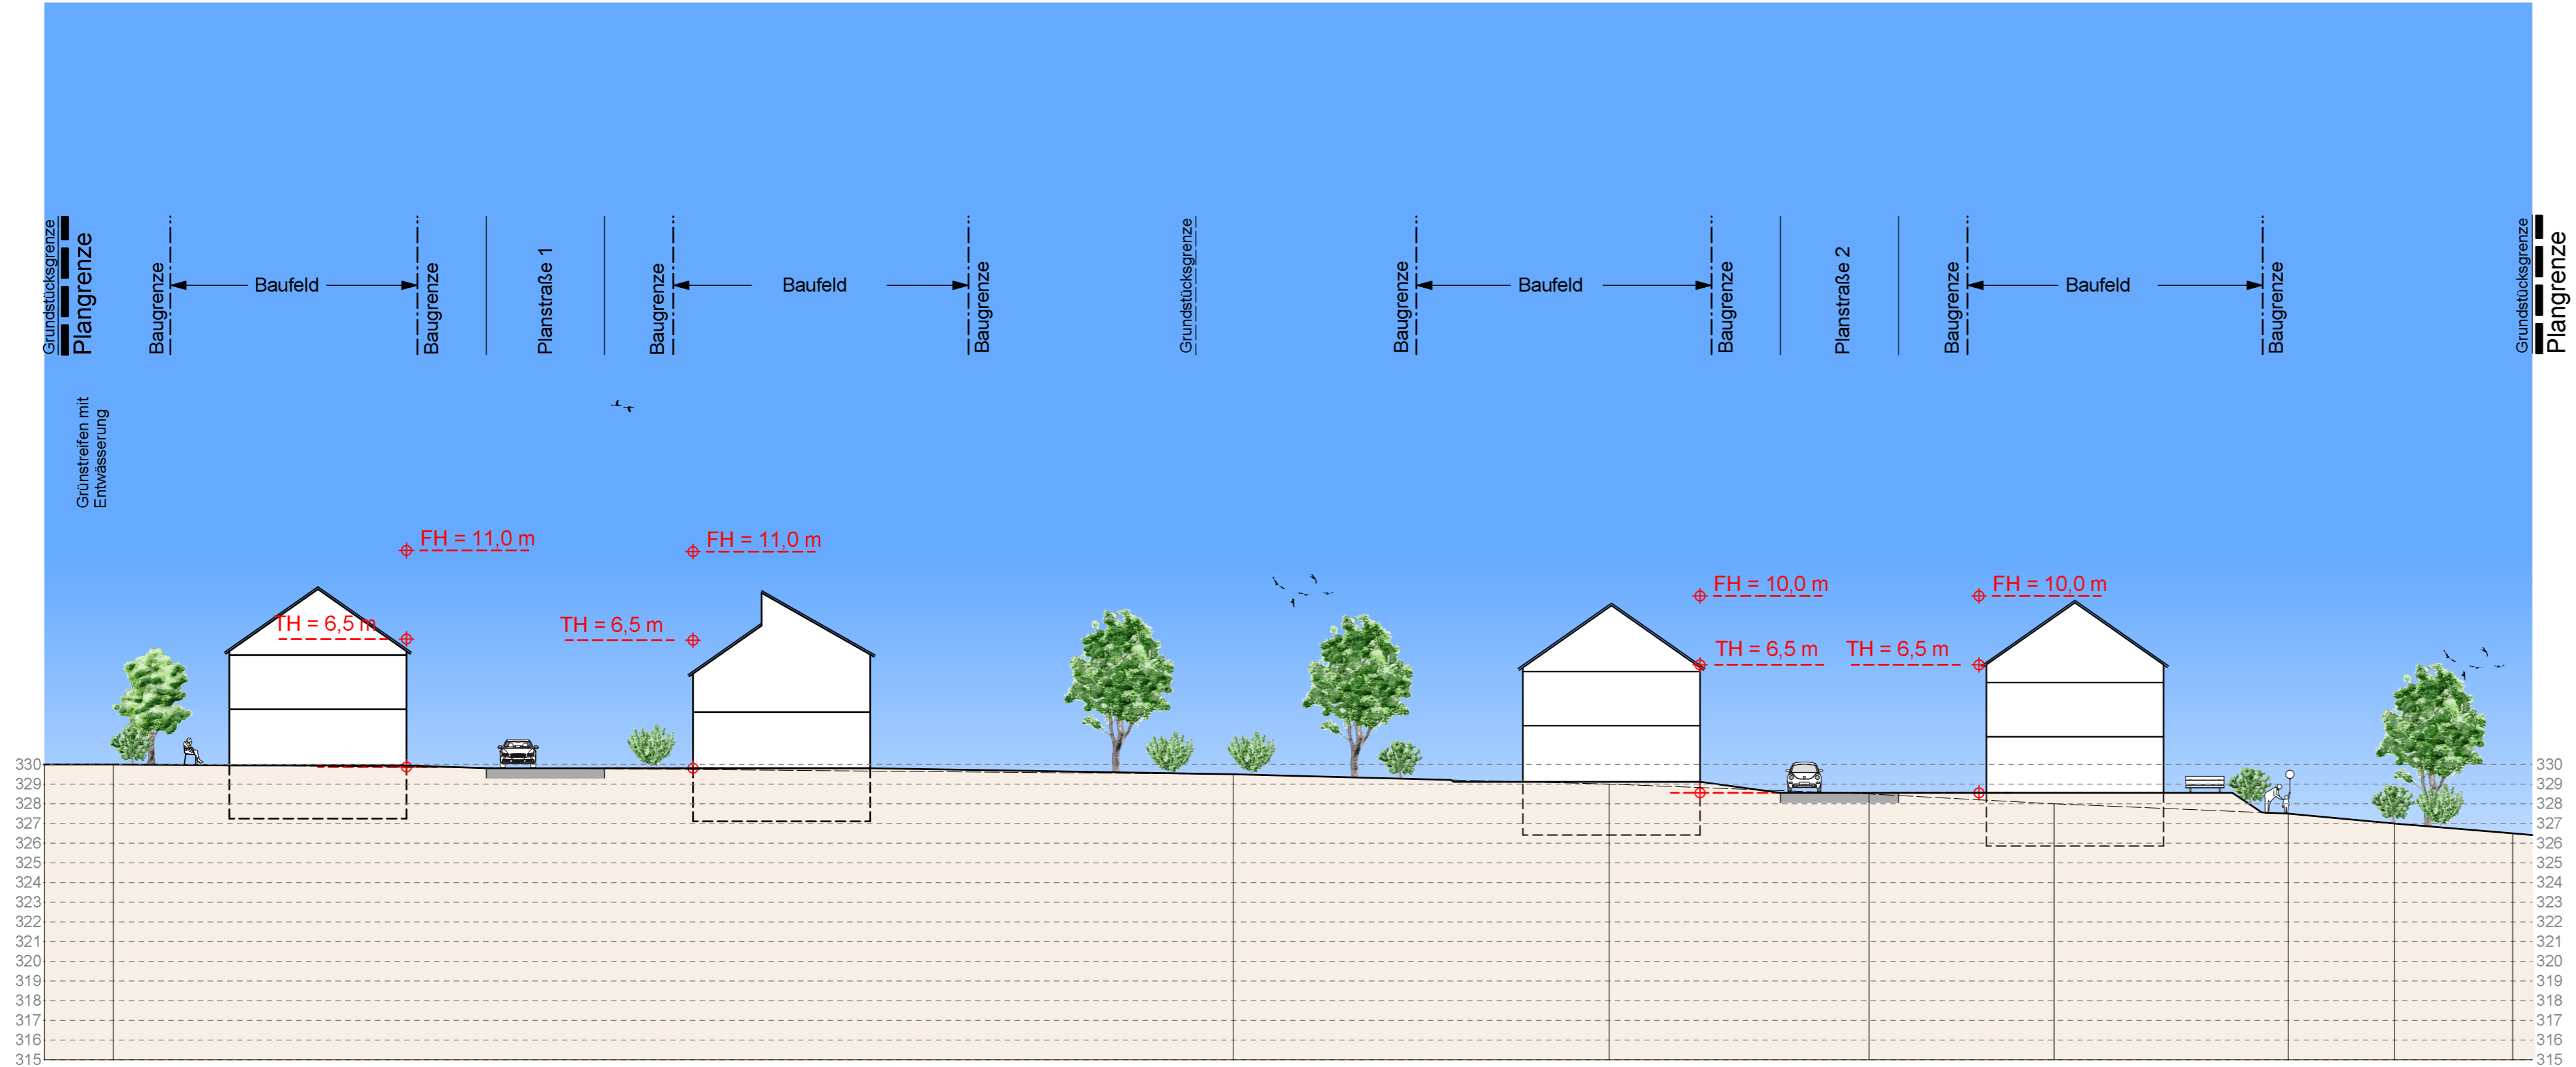 Grundstücksgrenze
Plangrenze
Baugrenze
Baufeld
Baugrenze
Planstraße 1
Baugrenze
Baufeld
Baugrenze
Grundstücksgrenze
Baugrenze
Baufeld
Baugrenze
Planstraße 2
Baugrenze
Baufeld
Baugrenze
Grundstücksgrenze
Plangrenze
Grünstreifen mit
Entwässerung
FH = 11,0 m
FH = 11,0 m
FH = 10,0 m
FH = 10,0 m
TH = 6,5 m
TH = 6,5 m
TH = 6,5 m
TH = 6,5 m
330
329
328
327
326
325
324
323
322
321
320
319
318
317
316
315
330
329
328
327
326
325
324
323
322
321
320
319
318
317
316
315